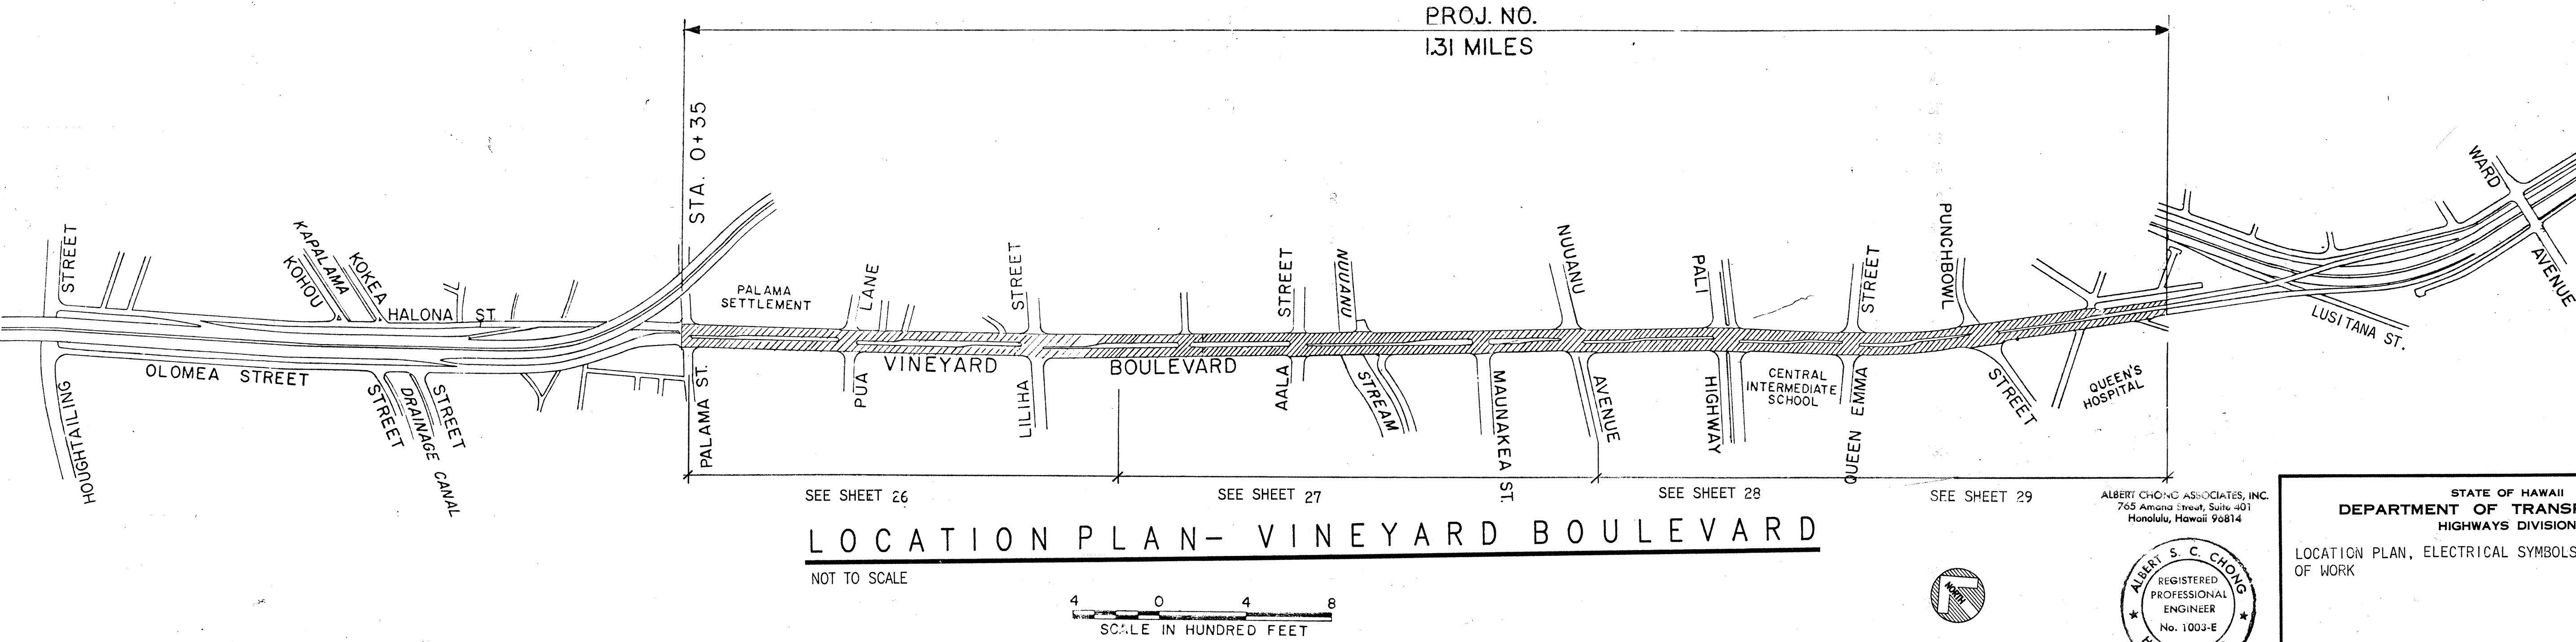 PROJ. NO.
1.31 MILES
STA. 0+35
STREET
KAPALAMA
KOHOU
KOKEA
HALONA ST.
PALAMA
SETTLEMENT
LANE
STREET
STREET
NUUANU
NUUANU
PALI
STREET
PUNCHBOWL
WARD
AVENUE
LUSITANA ST.
OLOMEA STREET
HOUGHTAILING
STREET
DRAINAGE CANAL
STREET
PALAMA ST.
PUA
VINEYARD
LILIHA
BOULEVARD
AALA
STREAM
MAUNAKEA ST.
AVENUE
HIGHWAY
CENTRAL
INTERMEDIATE
SCHOOL
QUEEN EMMA
STREET
QUEEN'S
HOSPITAL
SEE SHEET 26
SEE SHEET 27
SEE SHEET 28
SEE SHEET 29
LOCATION PLAN- VINEYARD BOULEVARD
NOT TO SCALE
4 0 4 8
SCALE IN HUNDRED FEET
NORTH
ALBERT CHONG ASSOCIATES, INC.
765 Amana Street, Suite 401
Honolulu, Hawaii 96814
ALBERT S. C. CHONG
REGISTERED
PROFESSIONAL
ENGINEER
No. 1003-E
STATE OF HAWAII
DEPARTMENT OF TRANSP
HIGHWAYS DIVISION
LOCATION PLAN, ELECTRICAL SYMBOLS
OF WORK